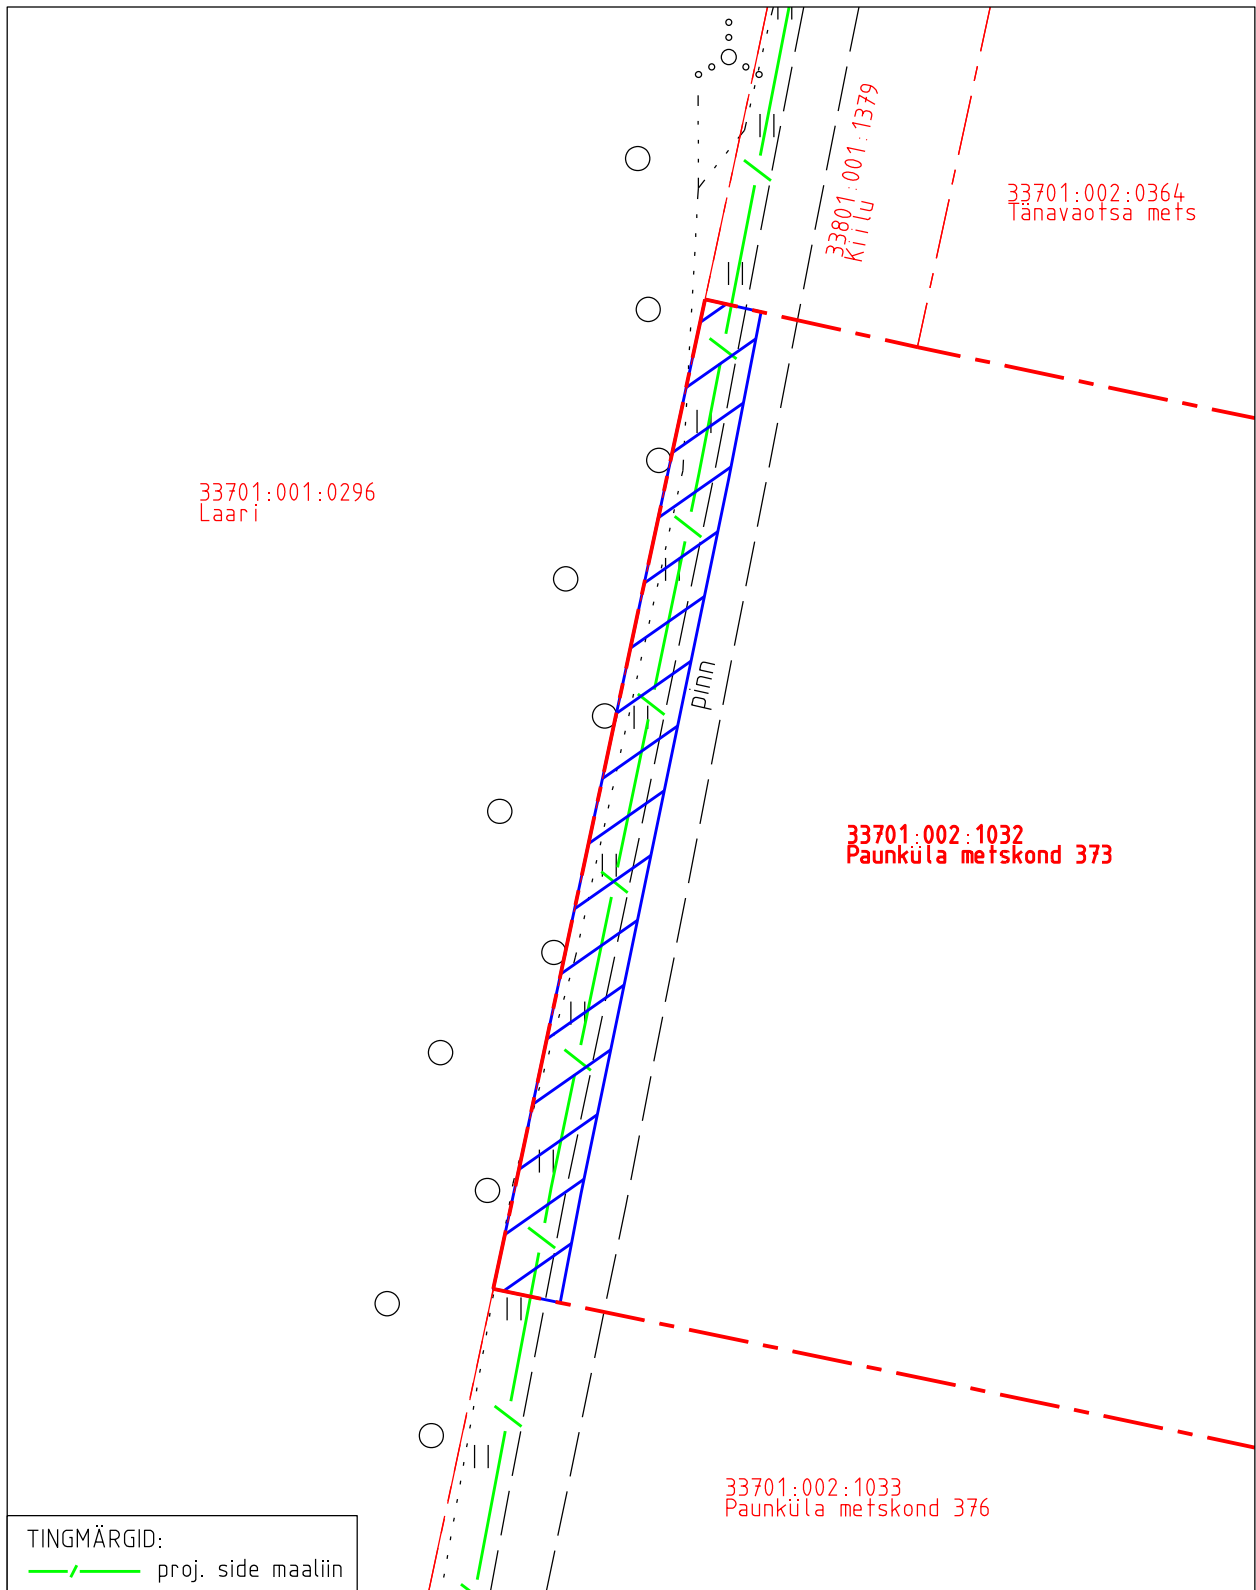 33801:001:1379
Kiilu
33701:002:0364
Tänavaotsa mets
33701:001:0296
Laari
pinn
33701:002:1032
Paunküla metskond 373
33701:002:1033
Paunküla metskond 376
TINGMÄRGID:
proj. side maaliin